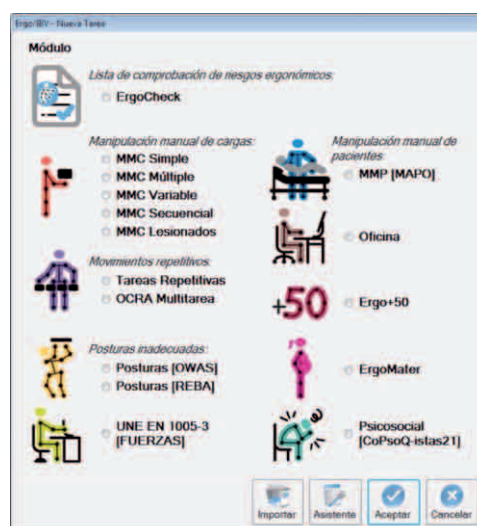 Ergo/IBV - Nueva Tarea
Módulo
Lista de comprobación de riesgos ergonómicos:
ErgoCheck
Manipulación manual de cargas:
MMC Simple
MMC Múltiple
MMC Variable
MMC Secuencial
MMC Lesionados
Movimientos repetitivos:
Tareas Repetitivas
OCRA Multitarea
Posturas inadecuadas:
Posturas [OWAS]
Posturas [REBA]
UNE EN 1005-3
[FUERZAS]
Manipulación manual de
pacientes:
MMP [MAPO]
Oficina
+50
Ergo+50
ErgoMater
Psicosocial
[CoPsoQ-istas21]
Importar
Asistente
Aceptar
Cancelar